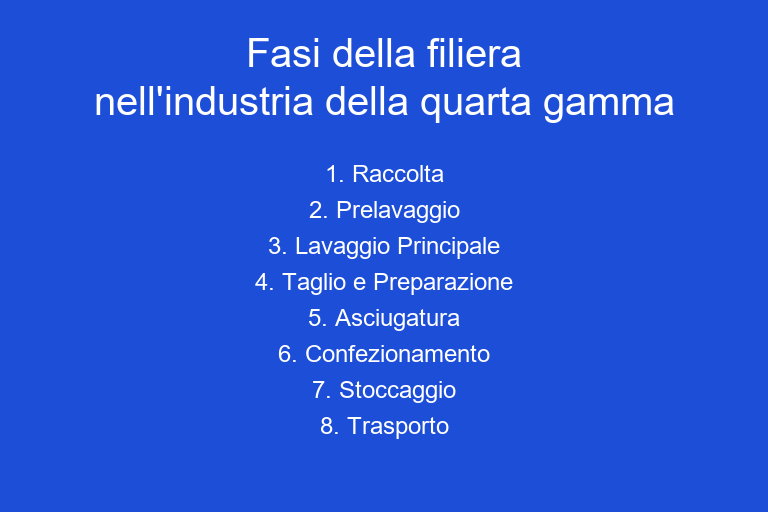 Fasi della filiera
nell'industria della quarta gamma
1. Raccolta
2. Prelavaggio
3. Lavaggio Principale
4. Taglio e Preparazione
5. Asciugatura
6. Confezionamento
7. Stoccaggio
8. Trasporto